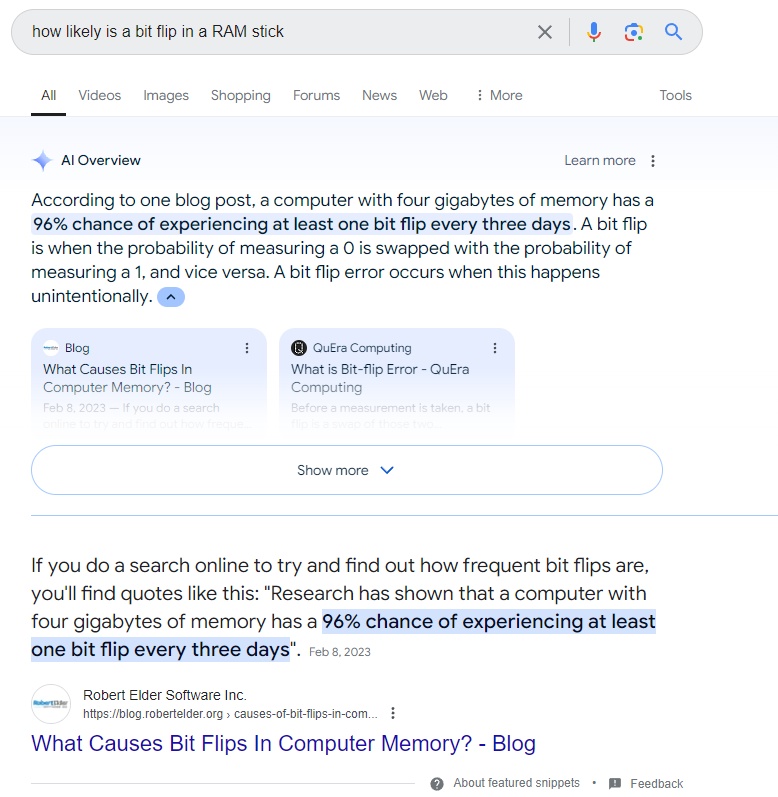 how likely is a bit flip in a RAM stick
All Videos Images Shopping Forums News Web More Tools
AI Overview Learn more
According to one blog post, a computer with four gigabytes of memory has a
96% chance of experiencing at least one bit flip every three days. A bit flip
is when the probability of measuring a 0 is swapped with the probability of
measuring a 1, and vice versa. A bit flip error occurs when this happens
unintentionally.
Blog
What Causes Bit Flips In
Computer Memory? - Blog
Feb 8, 2023 — If you do a search
online to try and find out how freque...
QuEra Computing
What is Bit-flip Error - QuEra
Computing
Before a measurement is taken, a bit
flip is a swap of those two...
Show more
If you do a search online to try and find out how frequent bit flips are,
you'll find quotes like this: "Research has shown that a computer with
four gigabytes of memory has a 96% chance of experiencing at least
one bit flip every three days". Feb 8, 2023
RobertElder
Robert Elder Software Inc.
https://blog.robertelder.org › causes-of-bit-flips-in-com...
What Causes Bit Flips In Computer Memory? - Blog
About featured snippets • Feedback